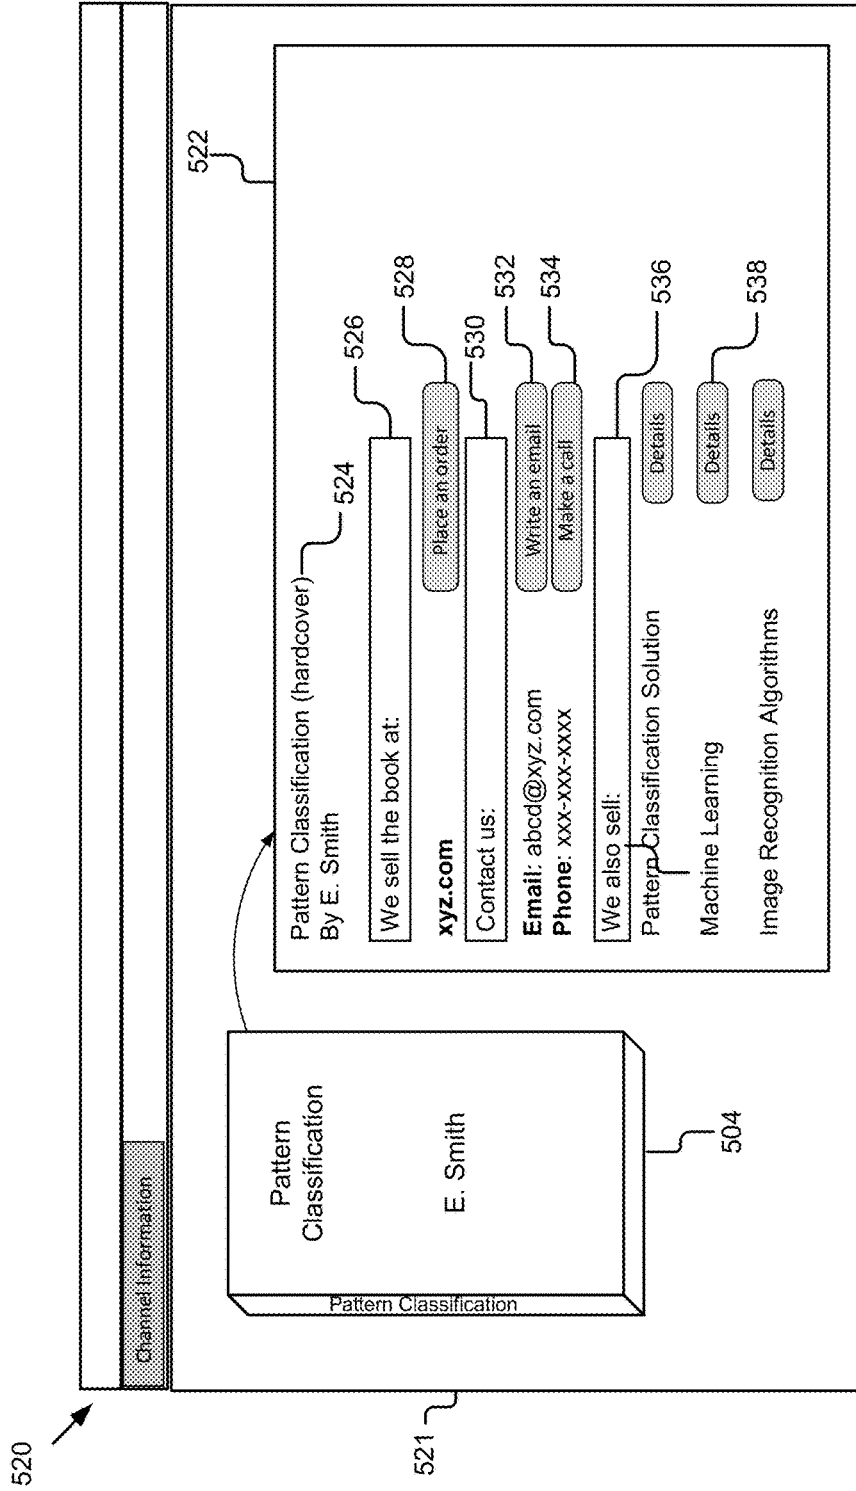 520
Channel Information
521
Pattern Classification
Pattern
Classification
E. Smith
504
522
Pattern Classification (hardcover)
524
By E. Smith
We sell the book at:
526
xyz.com
Place an order
528
Contact us:
530
Email: abcd@xyz.com
Write an email
532
Phone: xxx-xxx-xxxx
Make a call
534
We also sell:
536
Pattern Classification Solution
Details
Machine Learning
Details
538
Image Recognition Algorithms
Details